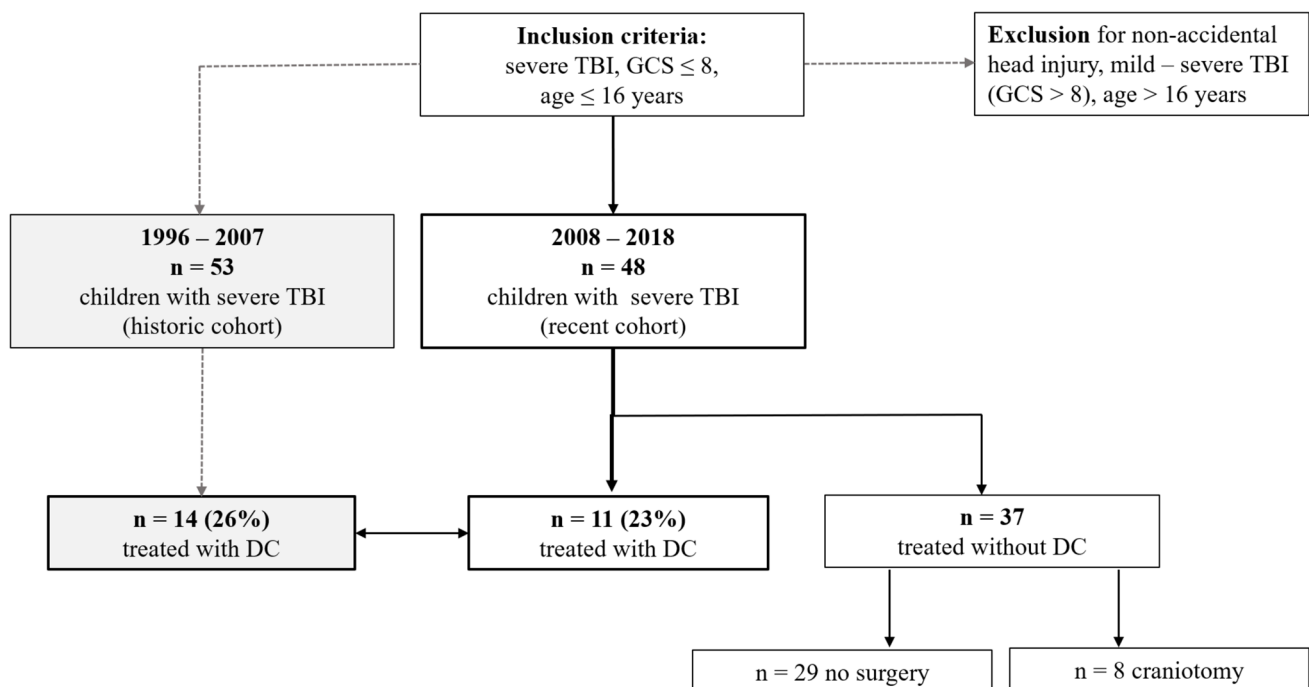 Inclusion criteria:
severe TBI, GCS ≤ 8,
age ≤ 16 years
Exclusion for non-accidental
head injury, mild – severe TBI
(GCS > 8), age > 16 years
1996 – 2007
n = 53
children with severe TBI
(historic cohort)
2008 – 2018
n = 48
children with  severe TBI
(recent cohort)
n = 14 (26%)
treated with DC
n = 11 (23%)
treated with DC
n = 37
treated without DC
n = 29 no surgery
n = 8 craniotomy